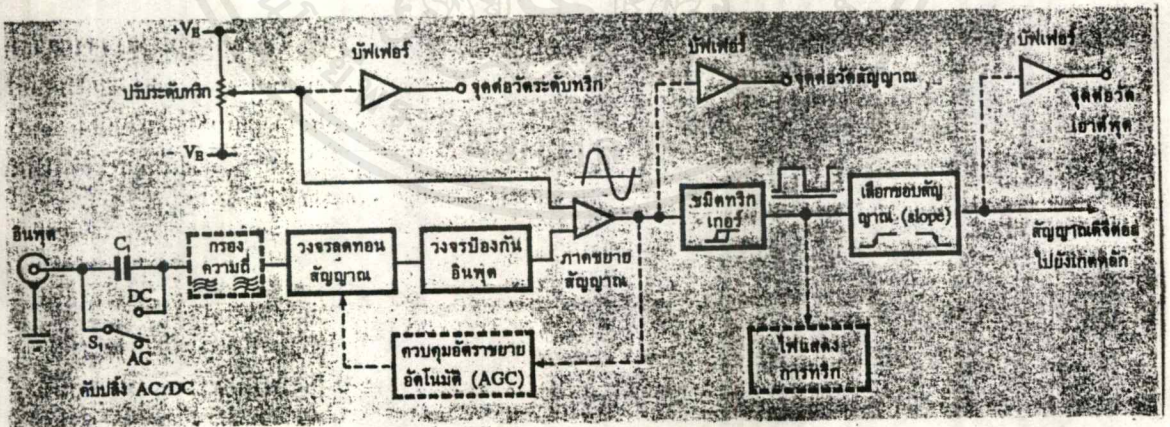 +V_E
บัฟเฟอร์
บัฟเฟอร์
บัฟเฟอร์
ปรับระดับทริก
จุดต่อวัดระดับทริก
จุดต่อวัดสัญญาณ
จุดต่อวัด
เอาต์พุต
V_E
อินพุต
C₁
กรอง
ความถี่
วงจรลดทอน
สัญญาณ
วงจรป้องกัน
อินพุต
ภาคขยาย
สัญญาณ
ชมิตทริก
เกอร์
เลือกขอบสัญ
ญาณ (slope)
สัญญาณดิจิตอล
ไปยังเกตหลัก
DC
S₁
AC
คัปปลิ้ง AC/DC
ควบคุมอัตราขยาย
อัตโนมัติ (AGC)
ไฟแสดง
การทริก